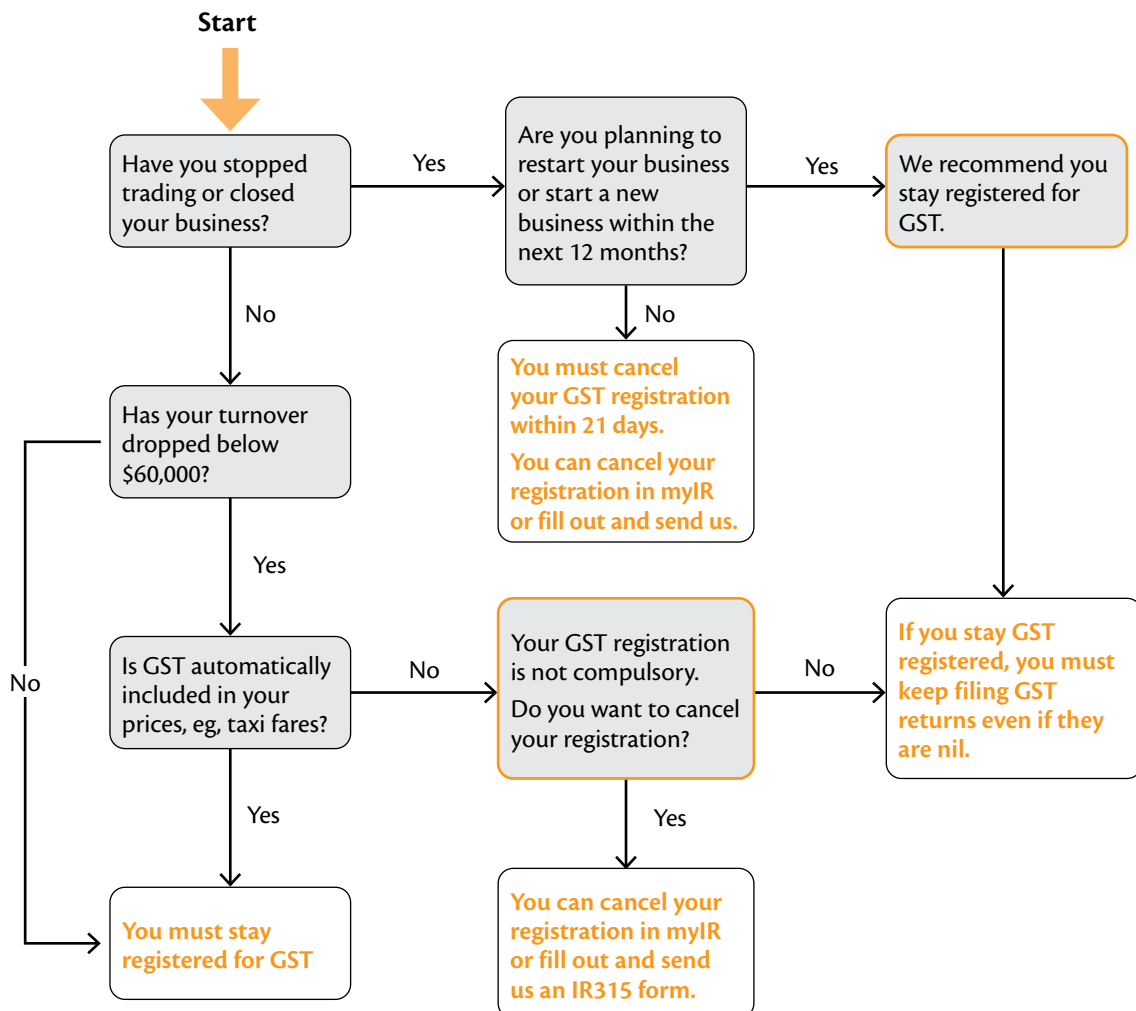 Start
Have you stopped
trading or closed
your business?
Yes
Are you planning to
restart your business
or start a new
business within the
next 12 months?
Yes
We recommend you
stay registered for
GST.
No
No
You must cancel
your GST registration
within 21 days.
You can cancel your
registration in myIR
or fill out and send us.
Has your turnover
dropped below
$60,000?
Yes
No
Is GST automatically
included in your
prices, eg, taxi fares?
No
Your GST registration
is not compulsory.
Do you want to cancel
your registration?
No
If you stay GST
registered, you must
keep filing GST
returns even if they
are nil.
Yes
Yes
You must stay
registered for GST
You can cancel your
registration in myIR
or fill out and send
us an IR315 form.